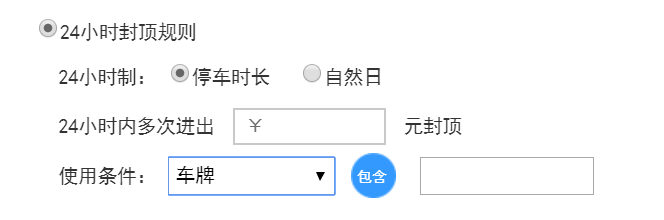 24小时封顶规则
24小时制： 停车时长 自然日
24小时内多次进出 ￥ 元封顶
使用条件： 车牌 包含